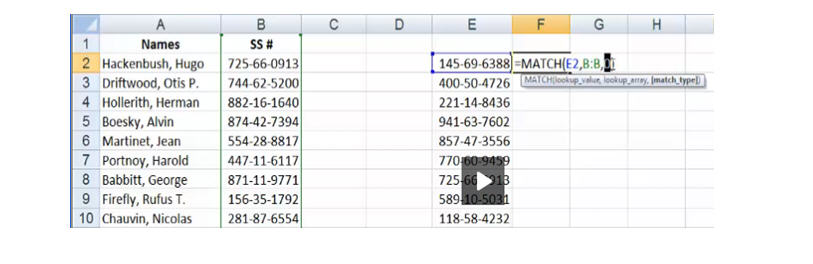 A B C D E F G H
1 Names SS #
2 Hackenbush, Hugo 725-66-0913 145-69-6388 =MATCH(E2,B:B,0)
3 Driftwood, Otis P. 744-62-5200 400-50-4726 MATCH(lookup_value, lookup_array, [match_type])
4 Hollerith, Herman 882-16-1640 221-14-8436
5 Boesky, Alvin 874-42-7394 941-63-7602
6 Martinet, Jean 554-28-8817 857-47-3556
7 Portnoy, Harold 447-11-6117 770-60-9459
8 Babbitt, George 871-11-9771
9 Firefly, Rufus T. 156-35-1792 589-10-5031
10 Chauvin, Nicolas 281-87-6554 118-58-4232